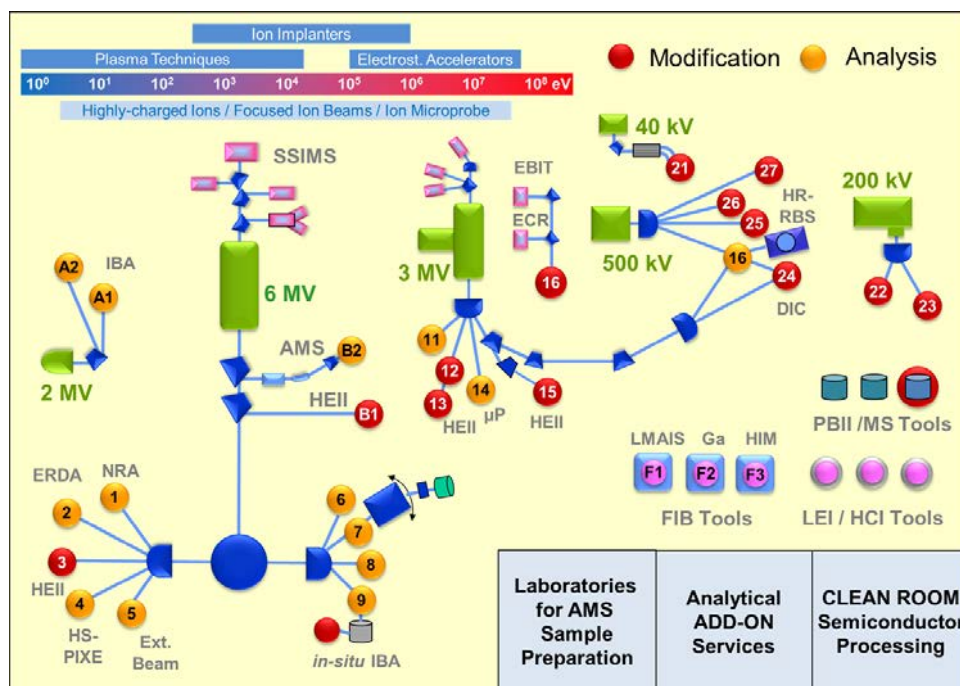 Ion Implanters
Plasma Techniques
Electrost. Accelerators
10⁰ 10¹ 10² 10³ 10⁴ 10⁵ 10⁶ 10⁷ 10⁸ eV
Highly-charged Ions / Focused Ion Beams / Ion Microprobe
Modification
Analysis
SSIMS
EBIT
ECR
40 kV
21
27
26
25
HR-
RBS
16
24
DIC
500 kV
200 kV
22
23
A2
IBA
A1
2 MV
6 MV
3 MV
16
AMS
B2
HEII
B1
11
12
13
14
15
HEII
µP
HEII
PBII /MS Tools
LMAIS
Ga
HIM
F1
F2
F3
FIB Tools
LEI / HCI Tools
ERDA
NRA
1
2
3
HEII
4
5
HS-
PIXE
Ext.
Beam
6
7
8
9
in-situ IBA
Laboratories
for AMS
Sample
Preparation
Analytical
ADD-ON
Services
CLEAN ROOM
Semiconductor
Processing